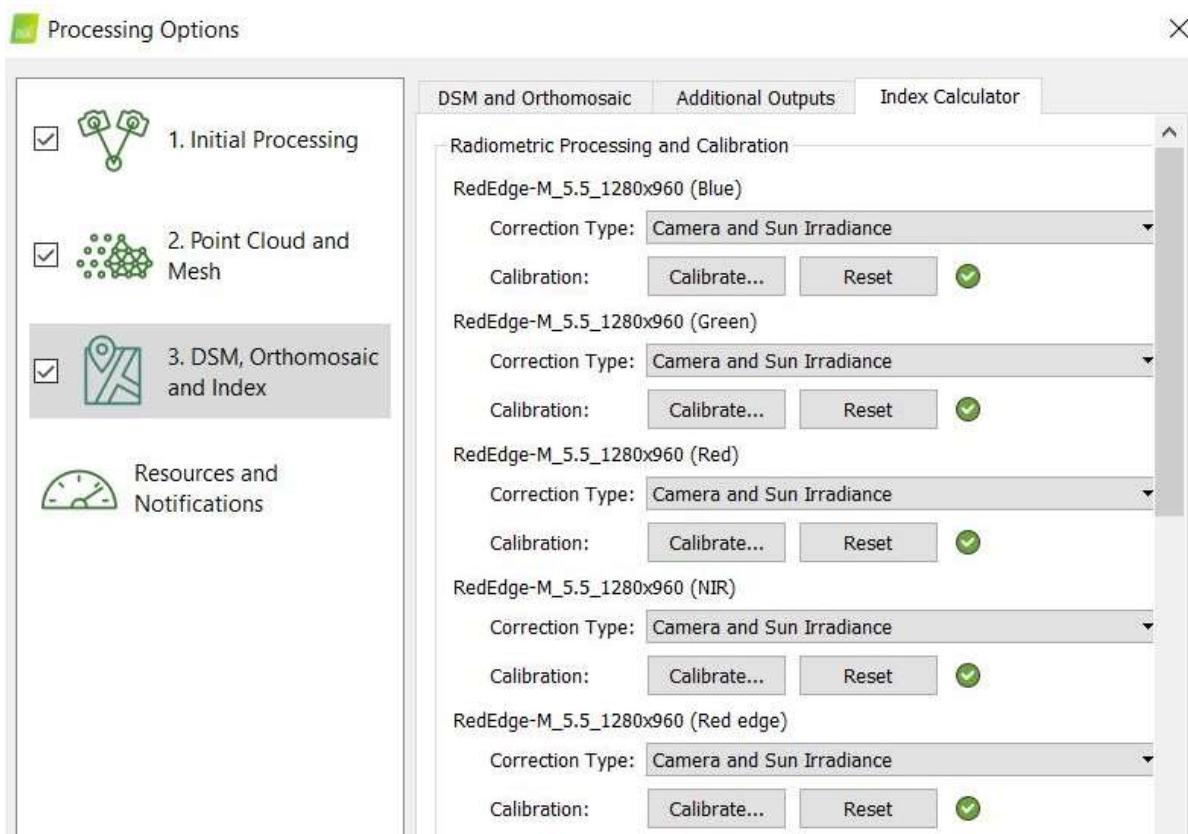 Processing Options
1. Initial Processing
2. Point Cloud and
Mesh
3. DSM, Orthomosaic
and Index
Resources and
Notifications
DSM and Orthomosaic
Additional Outputs
Index Calculator
Radiometric Processing and Calibration
RedEdge-M_5.5_1280x960 (Blue)
Correction Type: Camera and Sun Irradiance
Calibration: Calibrate... Reset
RedEdge-M_5.5_1280x960 (Green)
Correction Type: Camera and Sun Irradiance
Calibration: Calibrate... Reset
RedEdge-M_5.5_1280x960 (Red)
Correction Type: Camera and Sun Irradiance
Calibration: Calibrate... Reset
RedEdge-M_5.5_1280x960 (NIR)
Correction Type: Camera and Sun Irradiance
Calibration: Calibrate... Reset
RedEdge-M_5.5_1280x960 (Red edge)
Correction Type: Camera and Sun Irradiance
Calibration: Calibrate... Reset